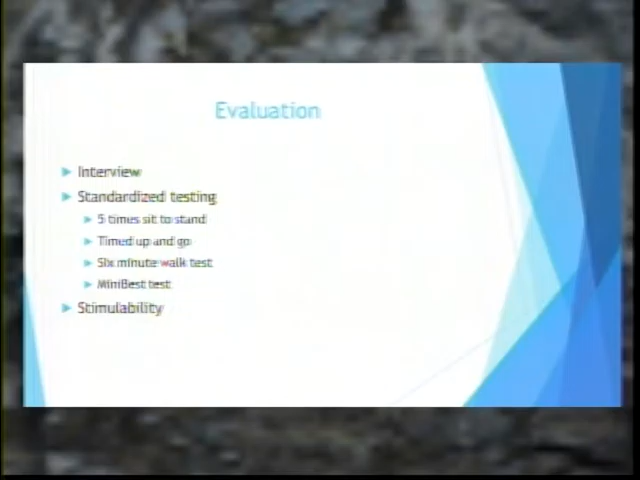 Evaluation
Interview
Standardized testing
5 times sit to stand
Timed up and go
Six minute walk test
MiniBest test
Stimulability